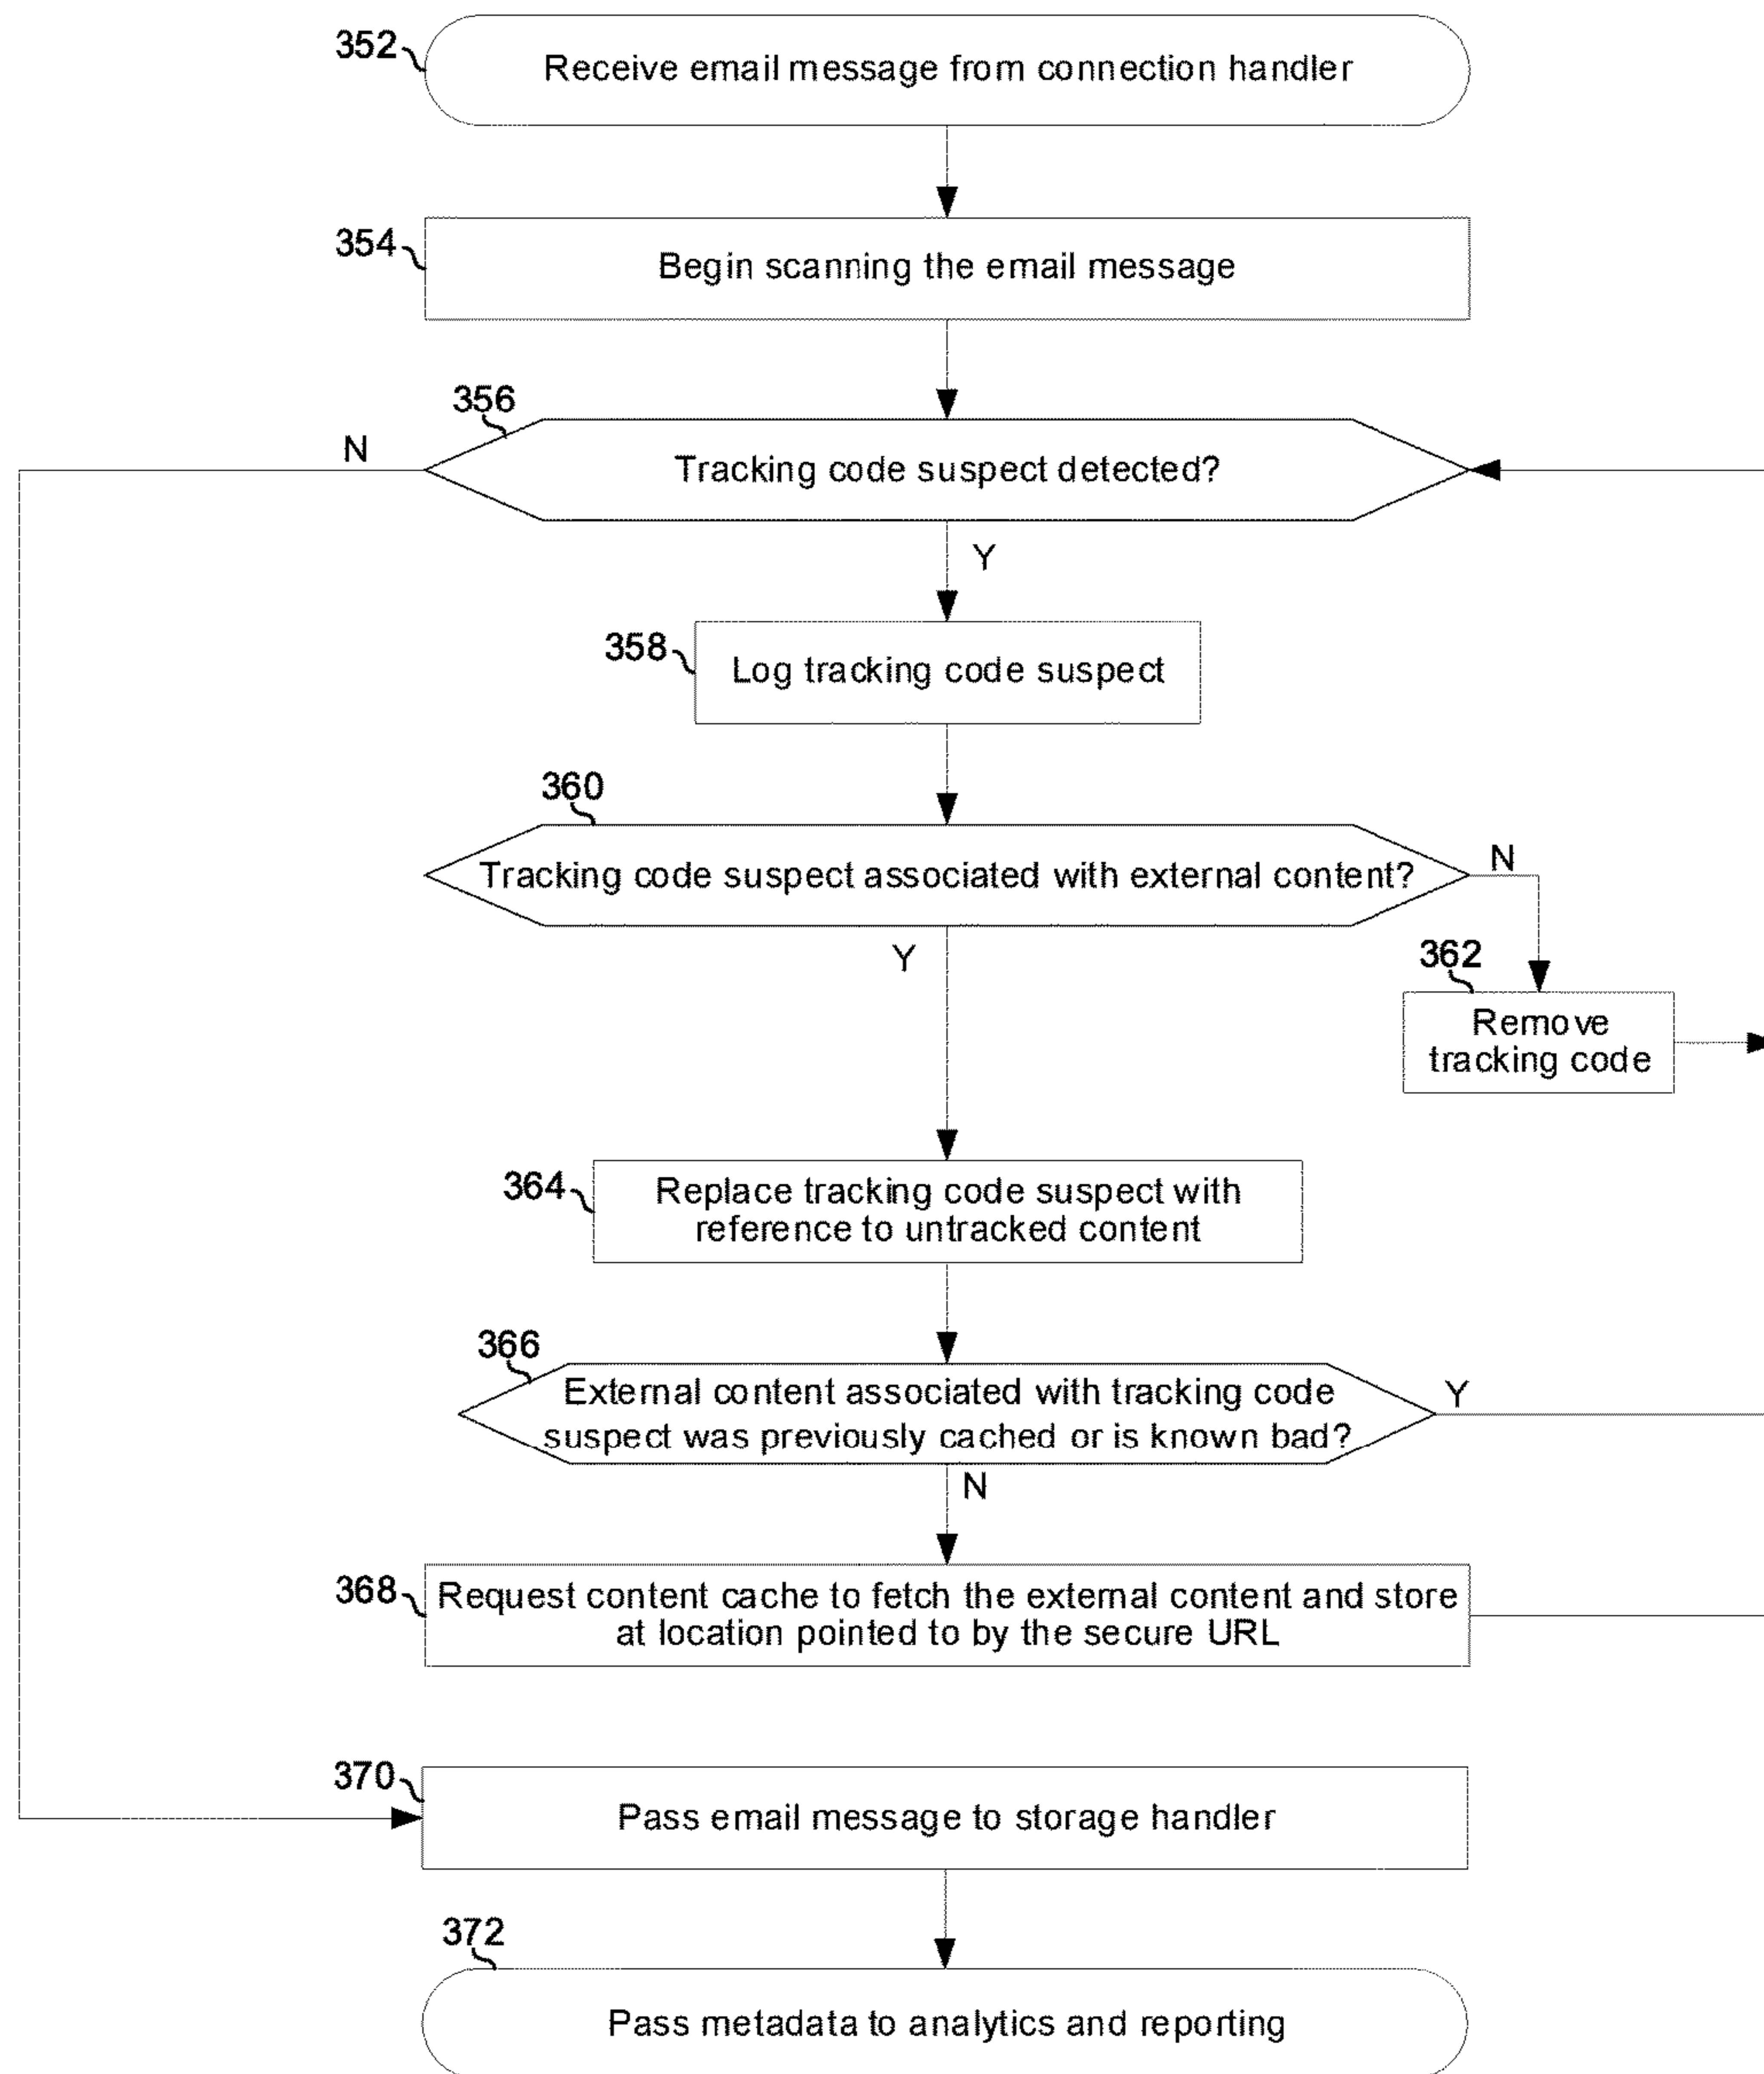 352
Receive email message from connection handler
354
Begin scanning the email message
356
N
Tracking code suspect detected?
Y
358
Log tracking code suspect
360
Tracking code suspect associated with external content?
N
Y
362
Remove
tracking code
364
Replace tracking code suspect with
reference to untracked content
366
External content associated with tracking code
suspect was previously cached or is known bad?
Y
N
368
Request content cache to fetch the external content and store
at location pointed to by the secure URL
370
Pass email message to storage handler
372
Pass metadata to analytics and reporting